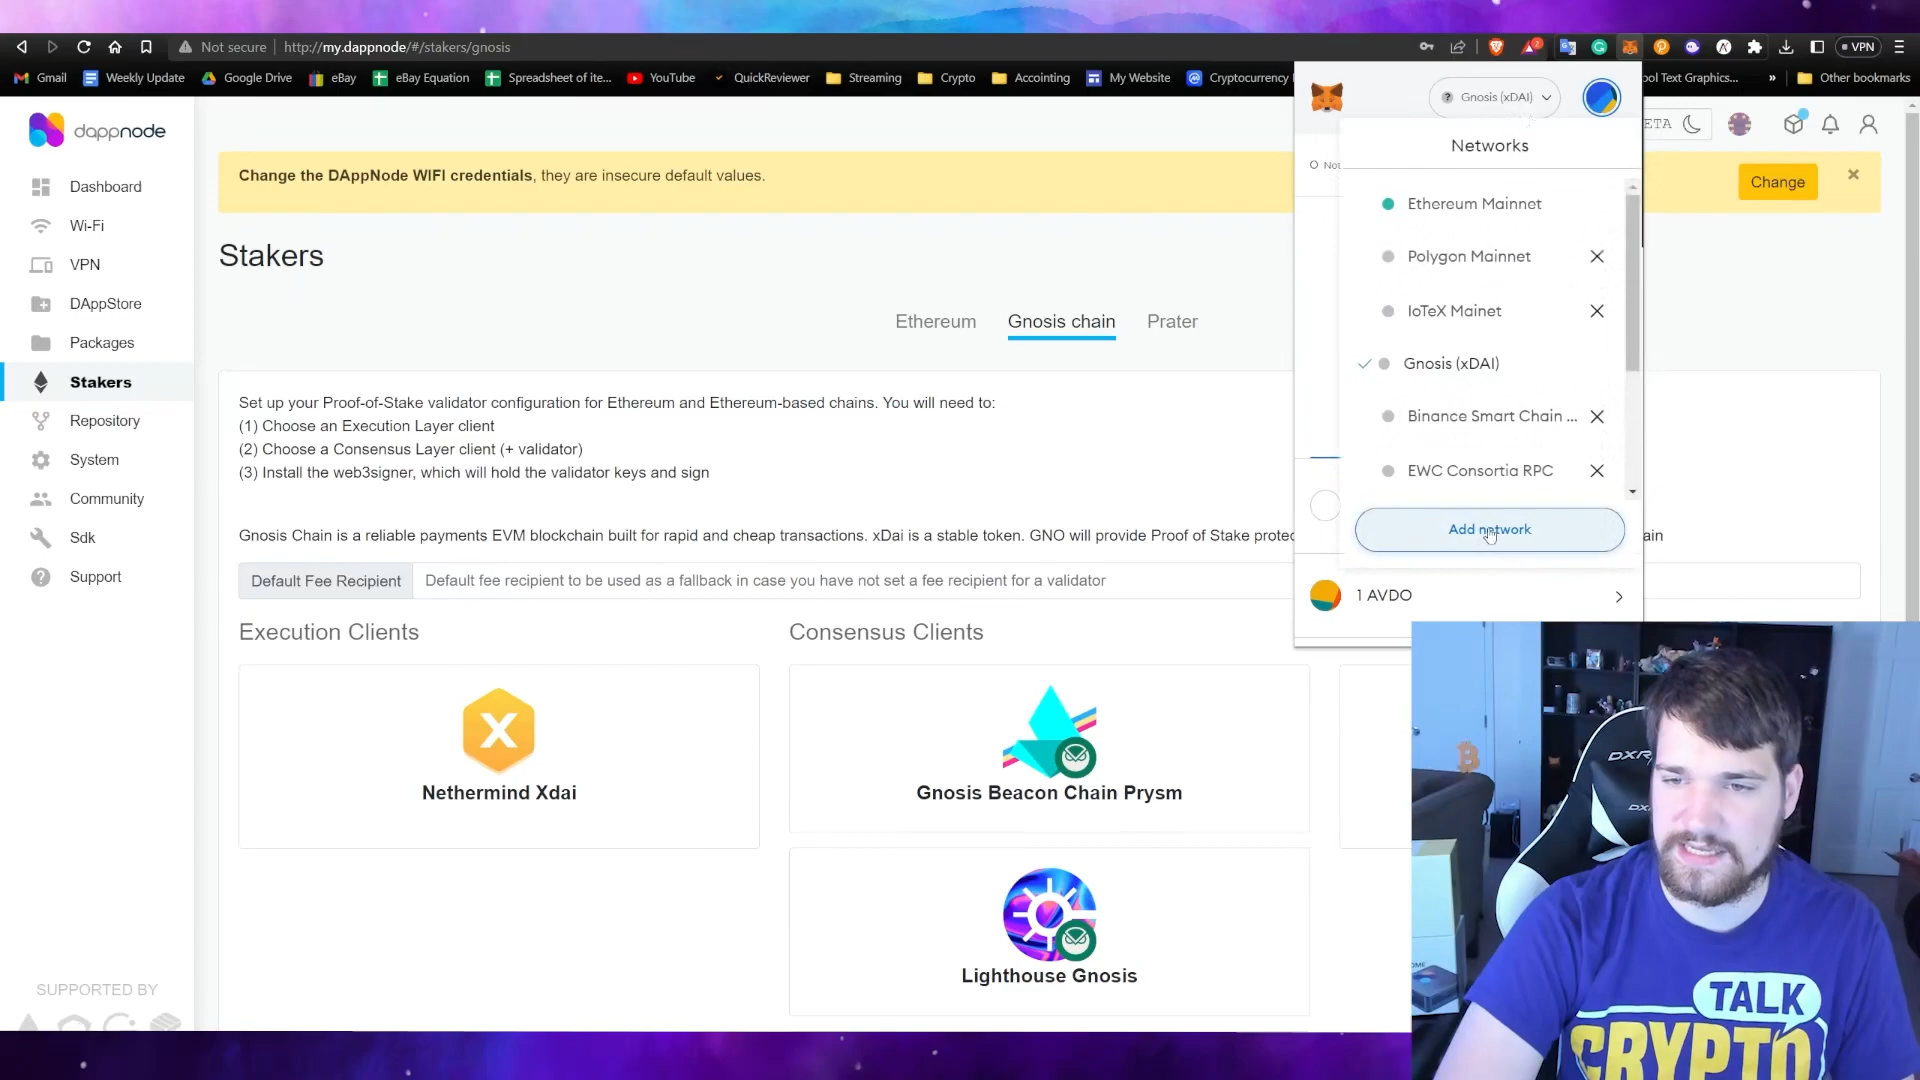 Not secure
http://my.dappnode/#/stakers/gnosis
VPN
Gmail
Weekly Update
Google Drive
eBay
eBay Equation
Spreadsheet of ite...
YouTube
QuickReviewer
Streaming
Crypto
Accointing
My Website
Cryptocurrency
ool Text Graphics...
»
Other bookmarks
dappnode
Gnosis (xDAI)
ETA
Dashboard
Wi-Fi
VPN
DAppStore
Packages
Stakers
Repository
System
Community
Sdk
Support
SUPPORTED BY
Change the DAppNode WIFI credentials, they are insecure default values.
Change
Stakers
Ethereum
Gnosis chain
Prater
Set up your Proof-of-Stake validator configuration for Ethereum and Ethereum-based chains. You will need to:
(1) Choose an Execution Layer client
(2) Choose a Consensus Layer client (+ validator)
(3) Install the web3signer, which will hold the validator keys and sign
Gnosis Chain is a reliable payments EVM blockchain built for rapid and cheap transactions. xDai is a stable token. GNO will provide Proof of Stake protec
ain
Default Fee Recipient
Default fee recipient to be used as a fallback in case you have not set a fee recipient for a validator
Execution Clients
Consensus Clients
Nethermind Xdai
Gnosis Beacon Chain Prysm
Lighthouse Gnosis
Networks
Not
Ethereum Mainnet
Polygon Mainnet
IoTeX Mainet
Gnosis (xDAI)
Binance Smart Chain ...
EWC Consortia RPC
Add network
1 AVDO
DXR
TALK
CRYPTO